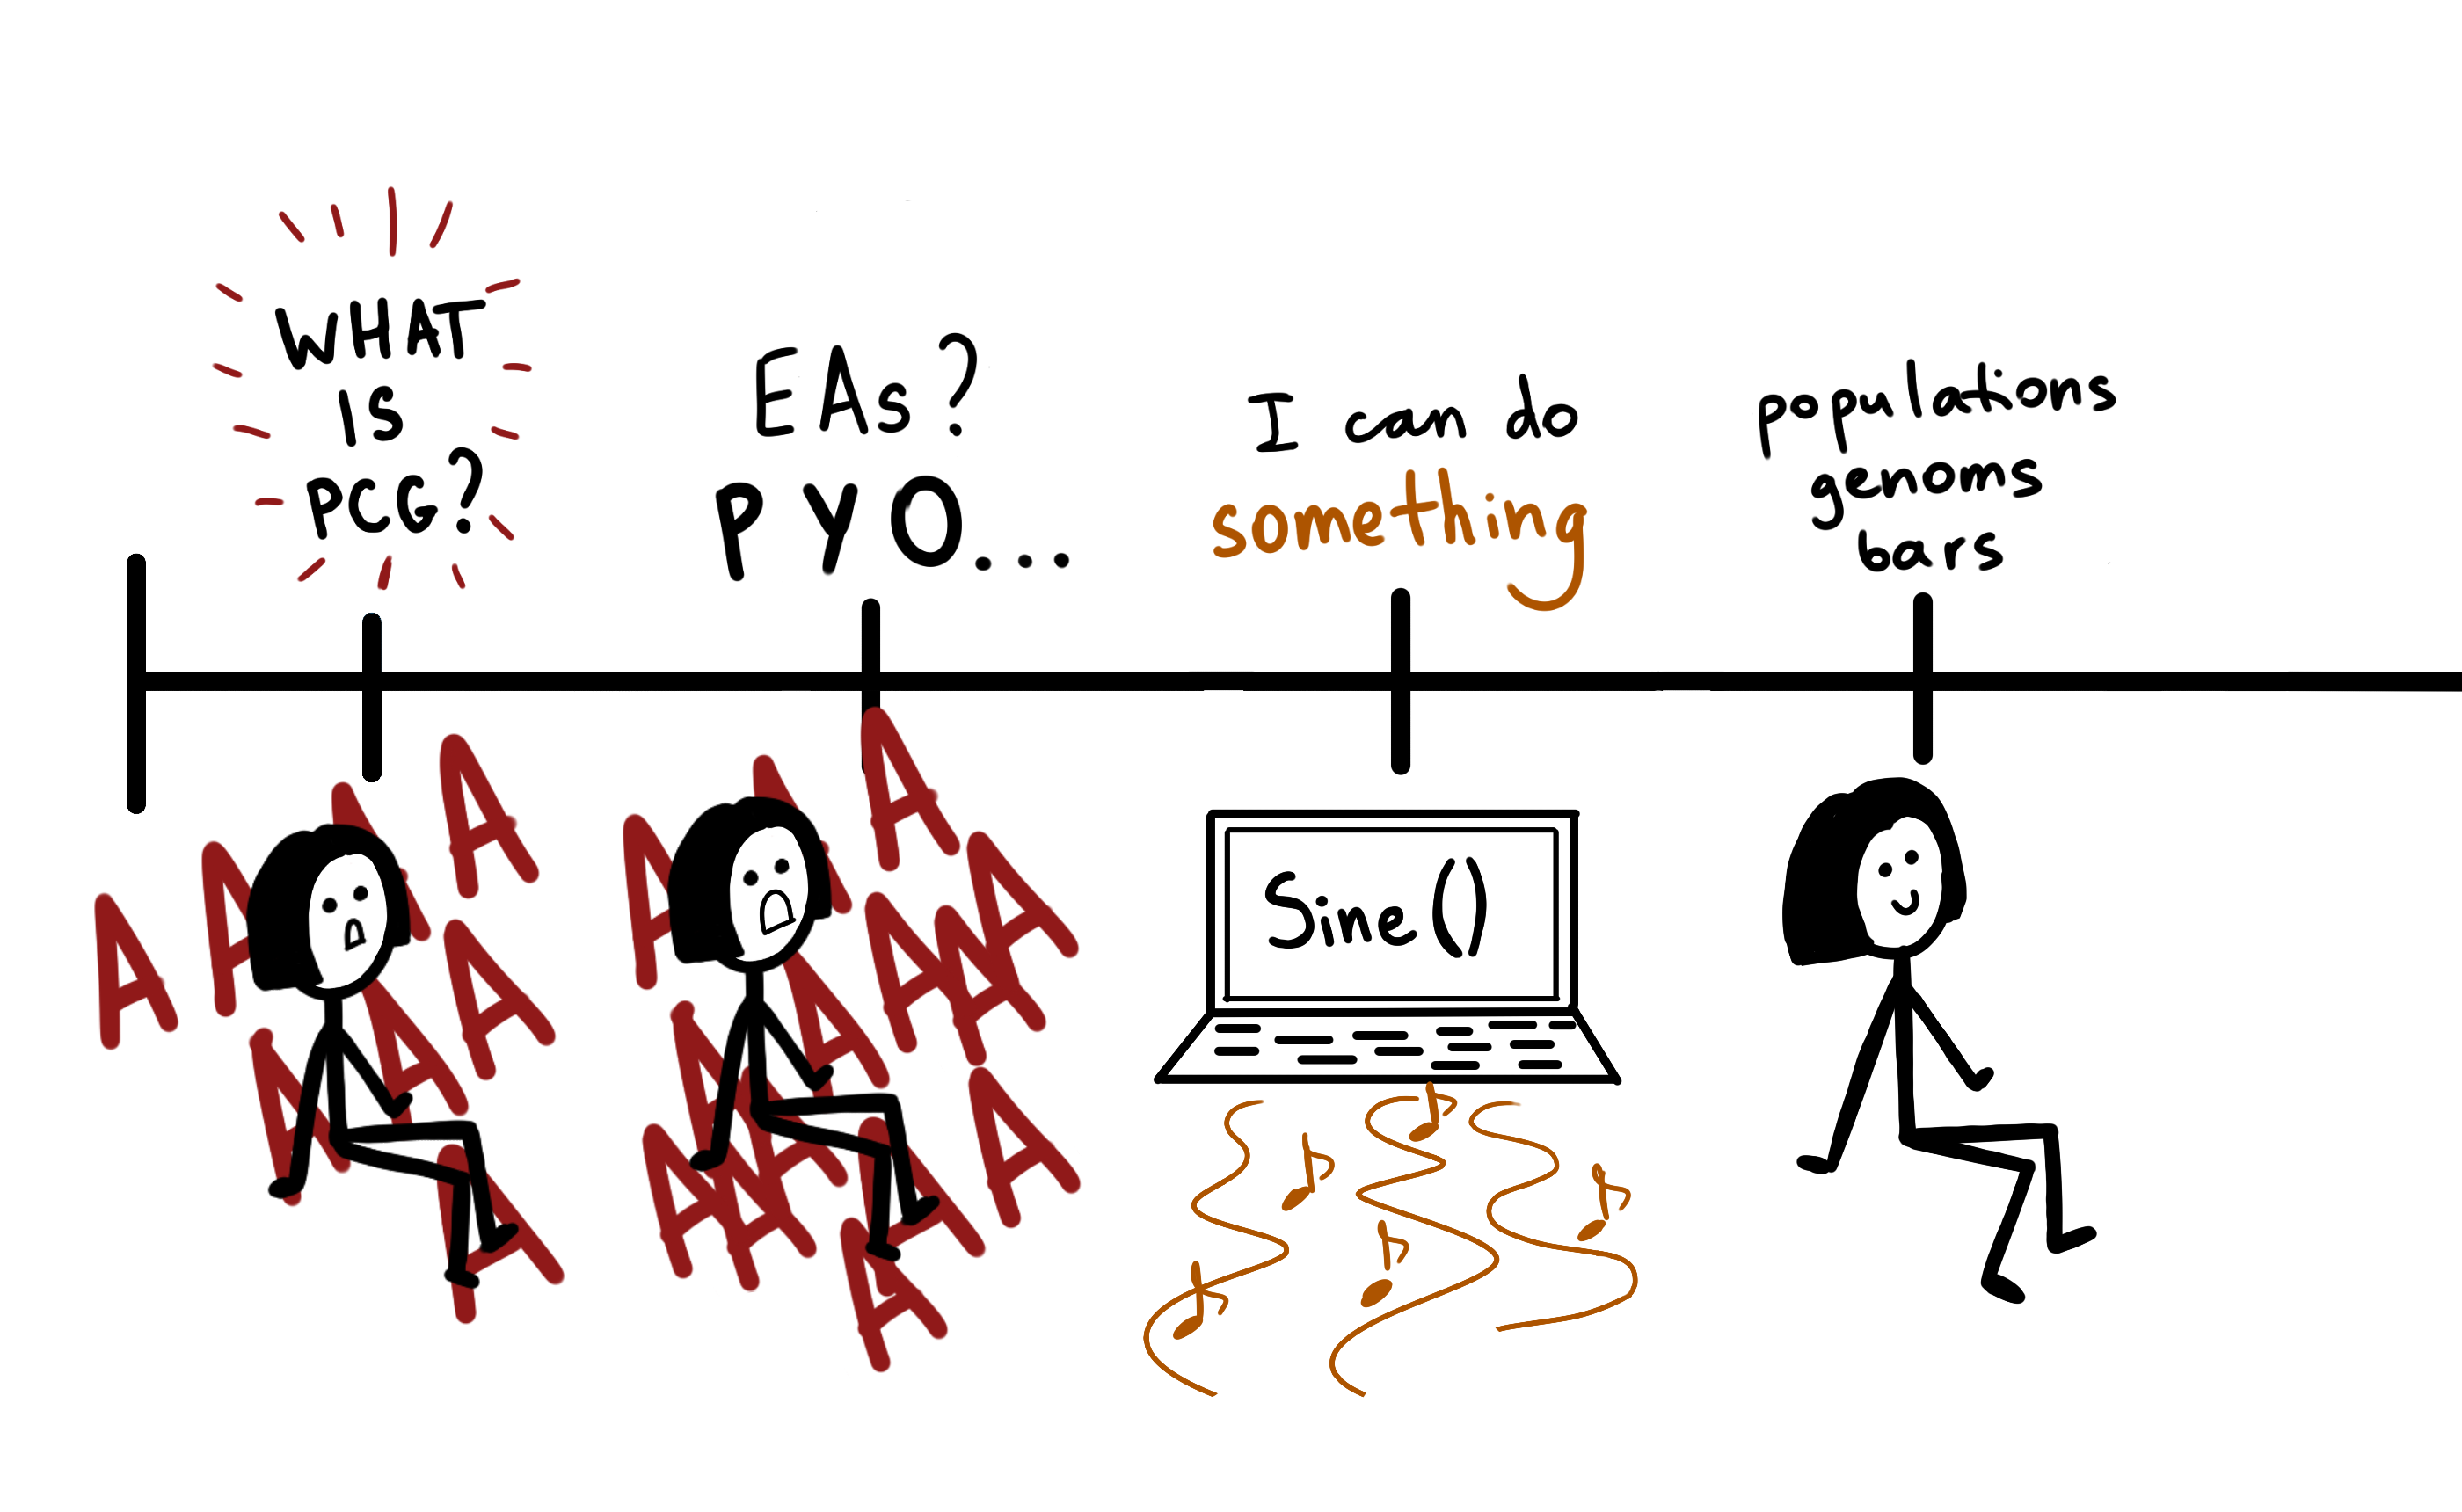 WHAT
IS
PCG?
EAs?
pyo...
I can do
something
populations
genoms
bars
A A A A A A A A A
A A A A A A A A A A A A A A
Sine()